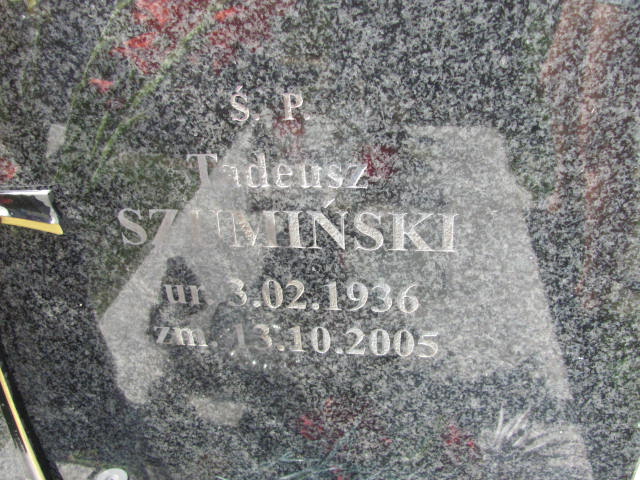 Ś. P.
Tadeusz
SZUMIŃSKI
ur. 3.02.1936
zm. 13.10.2005